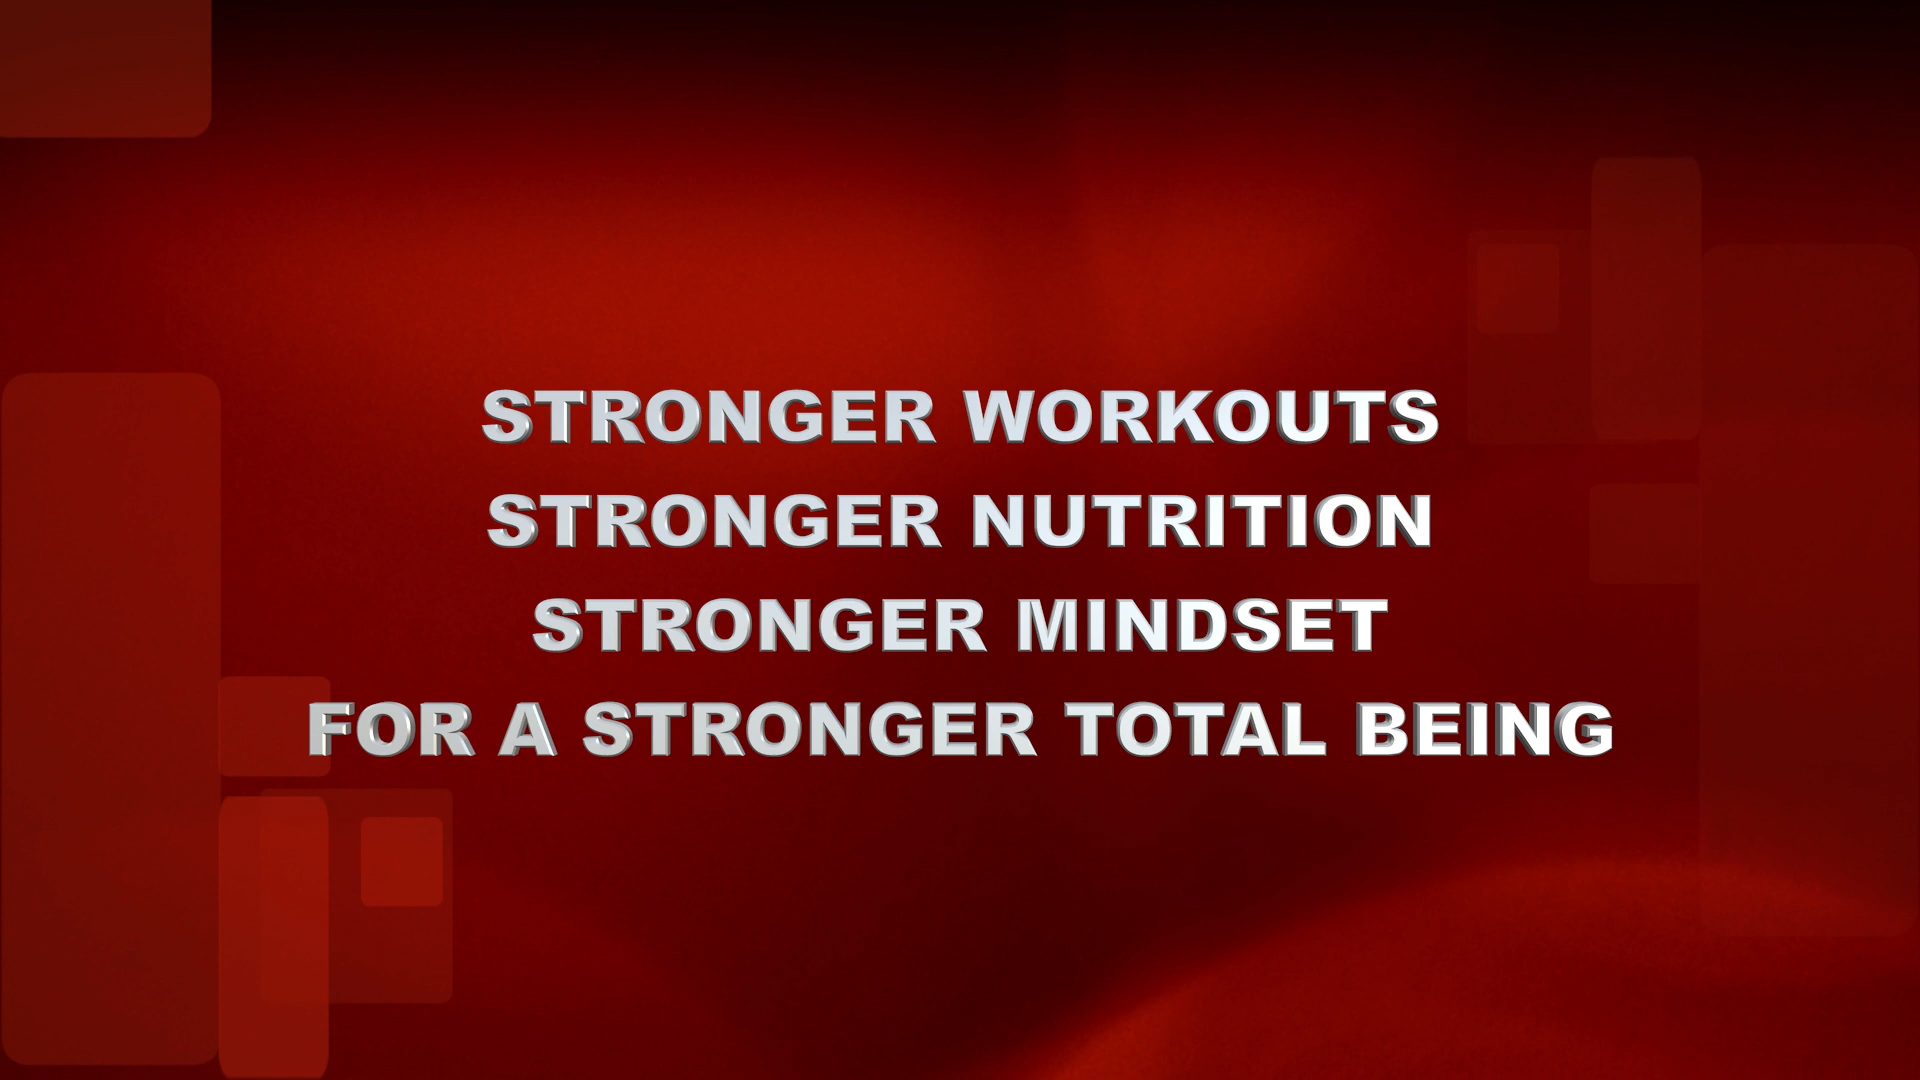 STRONGER WORKOUTS
STRONGER NUTRITION
STRONGER MINDSET
FOR A STRONGER TOTAL BEING